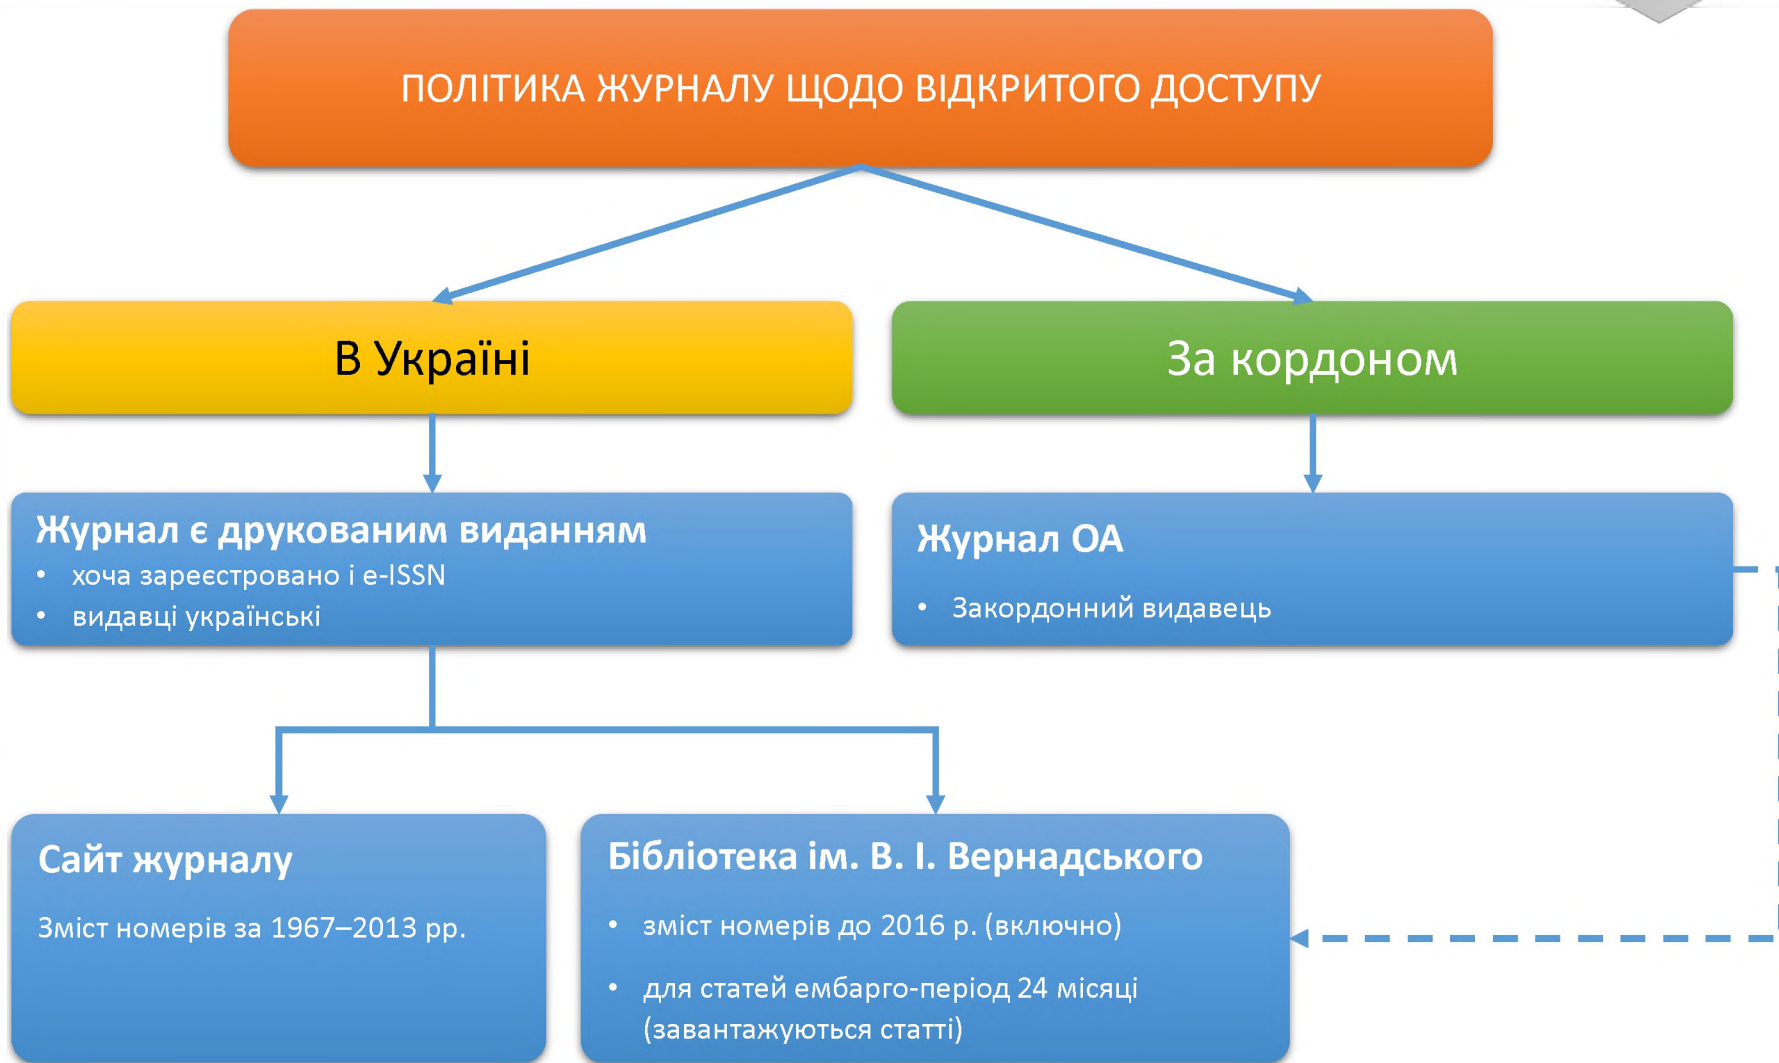 ПОЛІТИКА ЖУРНАЛУ ЩОДО ВІДКРИТОГО ДОСТУПУ
В Україні
За кордоном
Журнал є друкованим виданням
• хоча зареєстровано і e-ISSN
• видавці українські
Журнал ОА
• Закордонний видавець
Сайт журналу
Зміст номерів за 1967–2013 рр.
Бібліотека ім. В. І. Вернадського
• зміст номерів до 2016 р. (включно)
• для статей ембарго-період 24 місяці
(завантажуються статті)